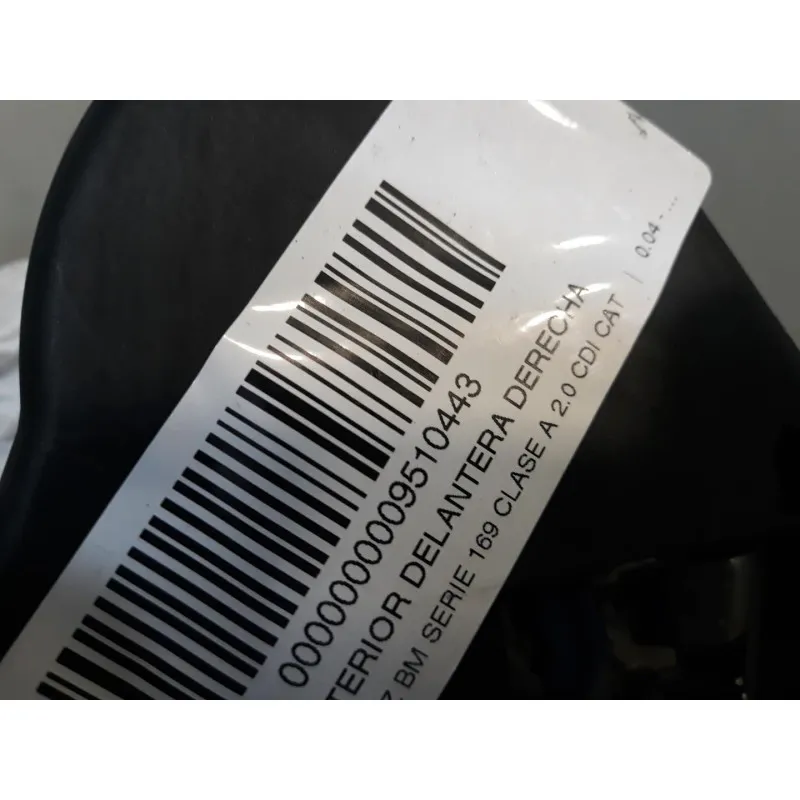 0000000009510443
TERIOR DELANTERA DERECHA
Z BM SERIE 169 CLASE A 2.0 CDI CAT | 0.04 - ...